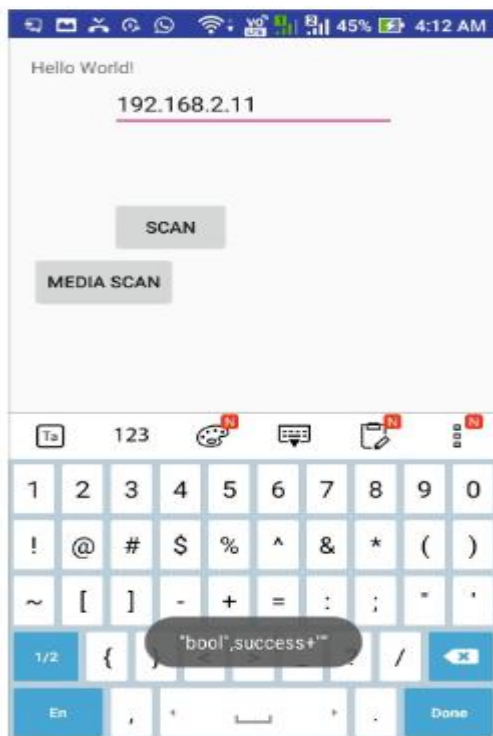 45% 4:12 AM
Hello World!
192.168.2.11
SCAN
MEDIA SCAN
Ta 123 N N N
1 2 3 4 5 6 7 8 9 0
! @ # $ % ^ & * ( )
~ [ ] - + = : ; " '
"bool",success+""
1/2 { /
En , . Done